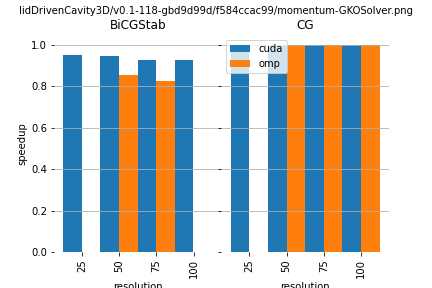 lidDrivenCavity3D/v0.1-118-gbd9d99d/f584ccac99/momentum-GKOSolver.png
BiCGStab
CG
1.0
0.8
0.6
0.4
0.2
0.0
speedup
cuda
omp
25
50
75
100
25
50
75
100
resolution
resolution